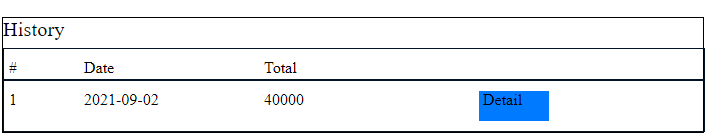 History
# Date Total
1 2021-09-02 40000 Detail